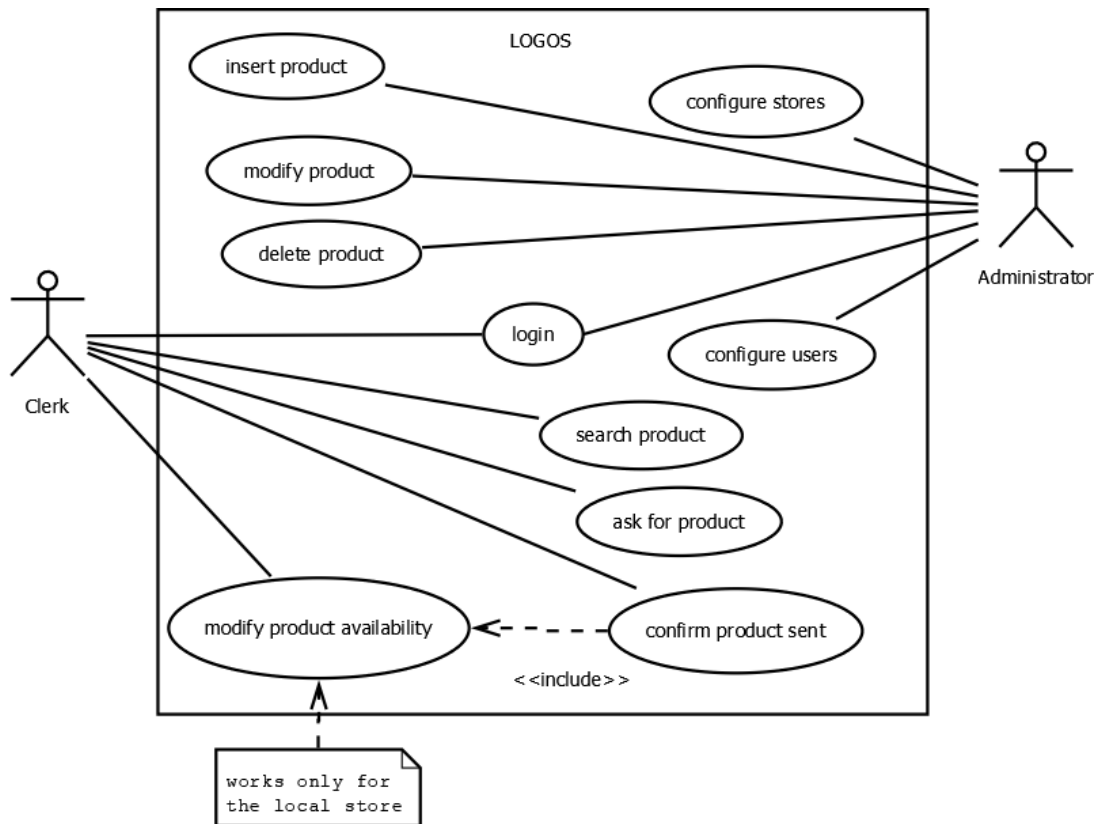 LOGOS
insert product
configure stores
modify product
delete product
Administrator
login
configure users
Clerk
search product
ask for product
modify product availability
confirm product sent
<<include>>
works only for
the local store